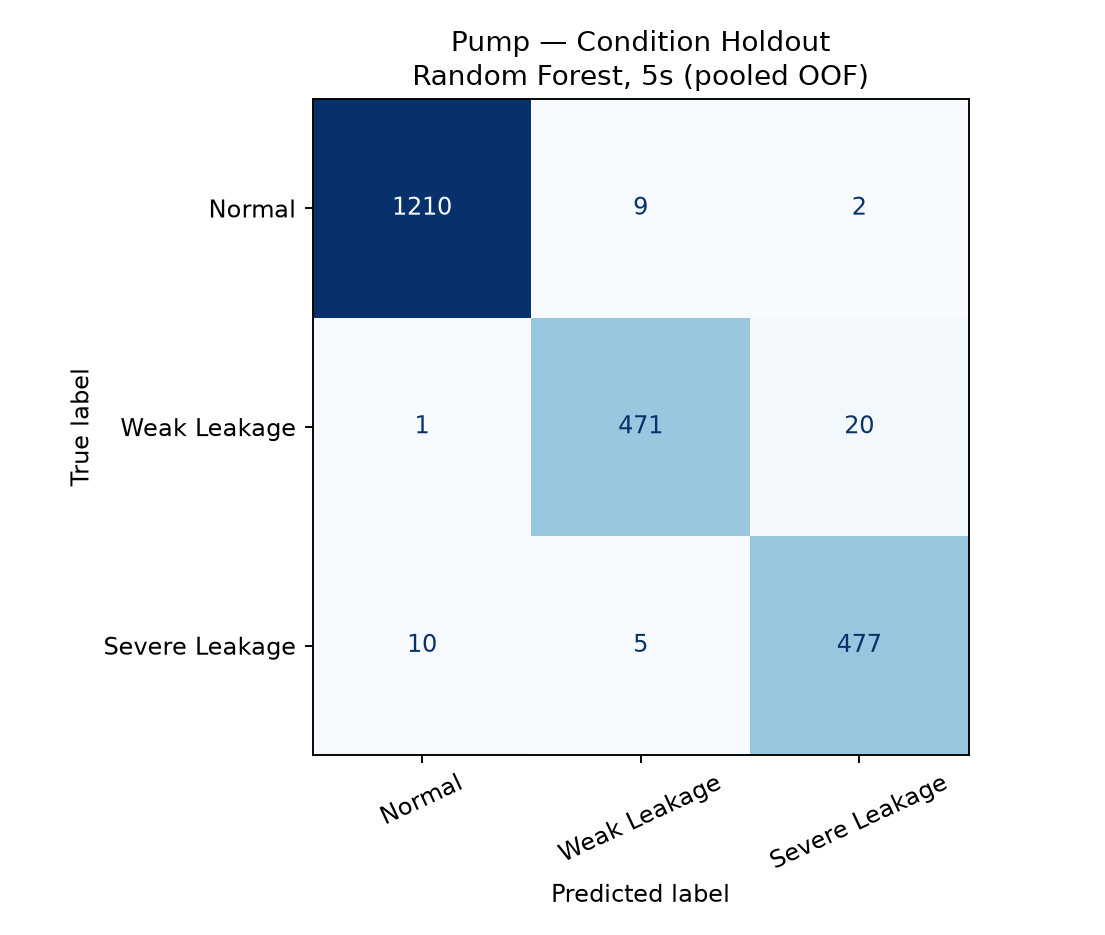 Pump — Condition Holdout
Random Forest, 5s (pooled OOF)
True label
Normal
1210 9 2
Weak Leakage
1 471 20
Severe Leakage
10 5 477
Normal
Weak Leakage
Severe Leakage
Predicted label